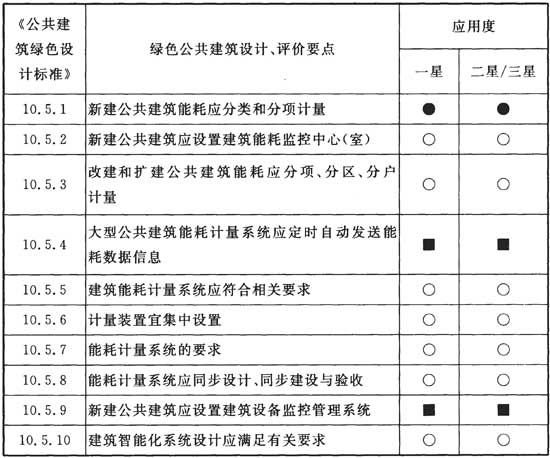 《公共建筑绿色设计标准》 绿色公共建筑设计、评价要点 应用度
一星 二星/三星
10.5.1 新建公共建筑能耗应分类和分项计量 ● ●
10.5.2 新建公共建筑应设置建筑能耗监控中心(室) ○ ○
10.5.3 改建和扩建公共建筑能耗应分项、分区、分户
计量 ○ ○
10.5.4 大型公共建筑能耗计量系统应定时自动发送能
耗数据信息 ■ ■
10.5.5 建筑能耗计量系统应符合相关要求 ○ ○
10.5.6 计量装置宜集中设置 ○ ○
10.5.7 能耗计量系统的要求 ○ ○
10.5.8 能耗计量系统应同步设计、同步建设与验收 ○ ○
10.5.9 新建公共建筑应设置建筑设备监控管理系统 ■ ■
10.5.10 建筑智能化系统设计应满足有关要求 ○ ○